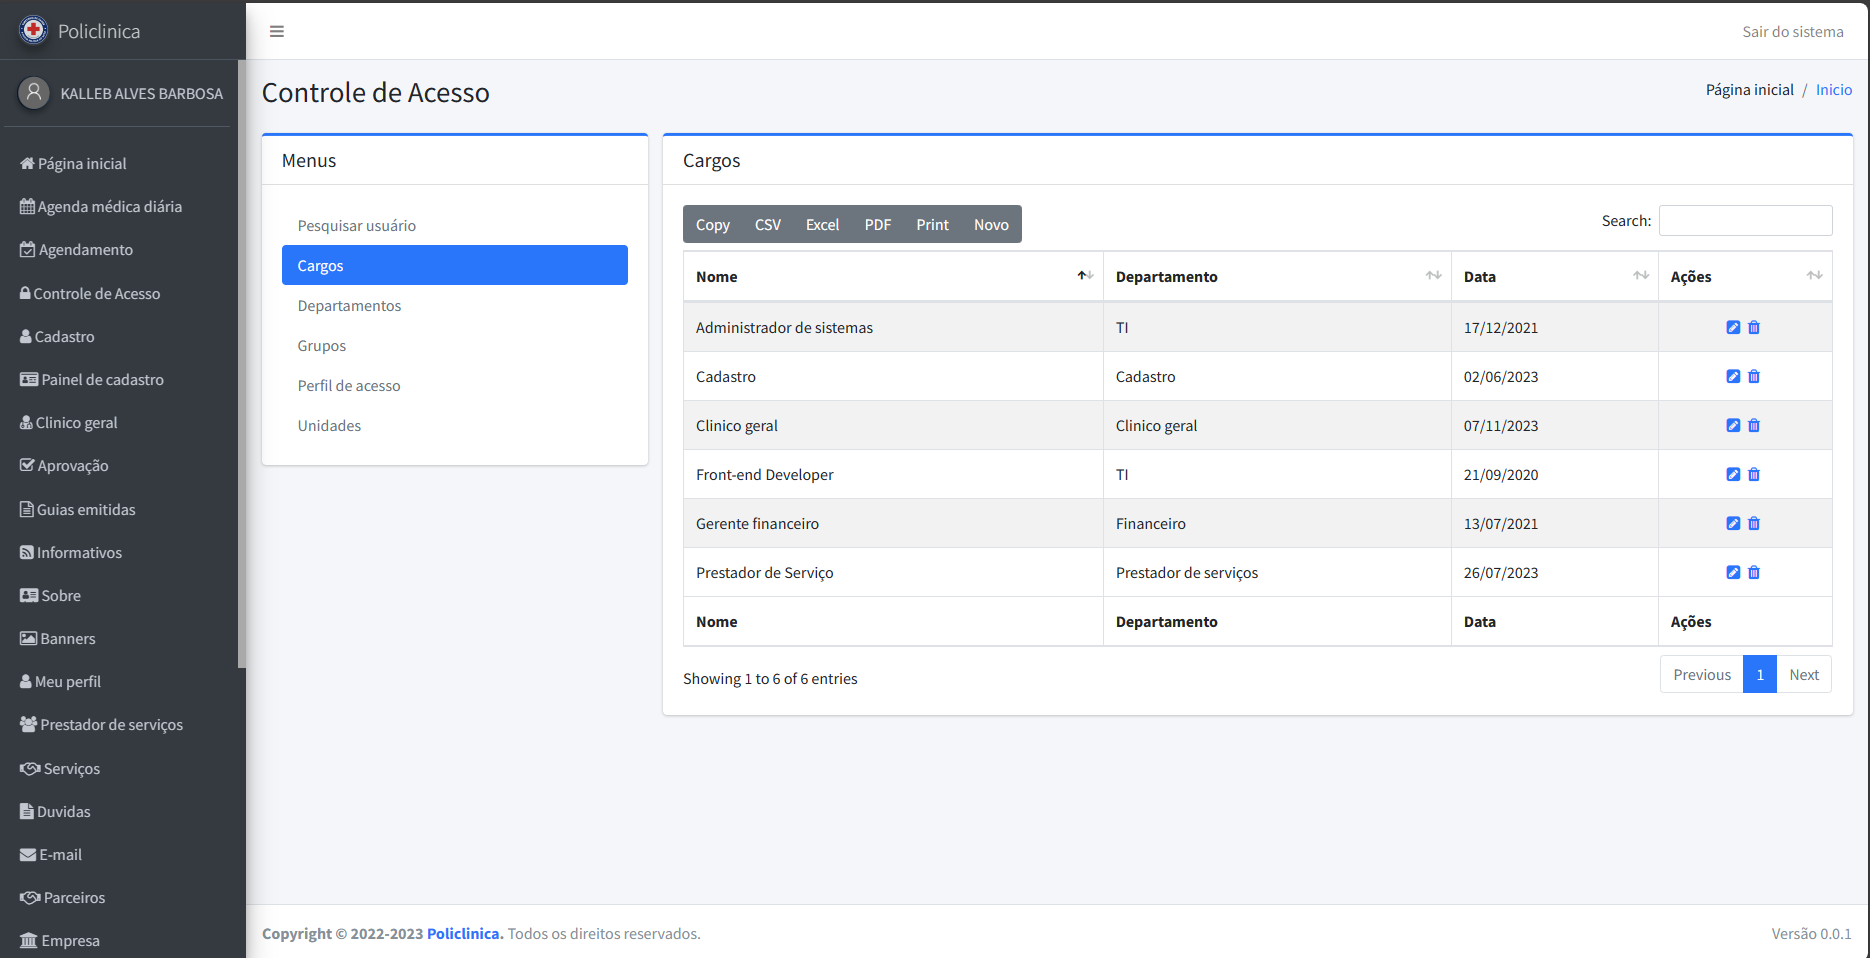 Policlinica
Sair do sistema
KALLEB ALVES BARBOSA
Página inicial
Agenda médica diária
Agendamento
Controle de Acesso
Cadastro
Painel de cadastro
Clinico geral
Aprovação
Guias emitidas
Informativos
Sobre
Banners
Meu perfil
Prestador de serviços
Serviços
Duvidas
E-mail
Parceiros
Empresa
Controle de Acesso
Página inicial / Inicio
Menus
Pesquisar usuário
Cargos
Departamentos
Grupos
Perfil de acesso
Unidades
Cargos
Copy CSV Excel PDF Print Novo
Search:
Nome Departamento Data Ações
Administrador de sistemas TI 17/12/2021
Cadastro Cadastro 02/06/2023
Clinico geral Clinico geral 07/11/2023
Front-end Developer TI 21/09/2020
Gerente financeiro Financeiro 13/07/2021
Prestador de Serviço Prestador de serviços 26/07/2023
Nome Departamento Data Ações
Showing 1 to 6 of 6 entries
Previous 1 Next
Copyright © 2022-2023 Policlinica. Todos os direitos reservados.
Versão 0.0.1